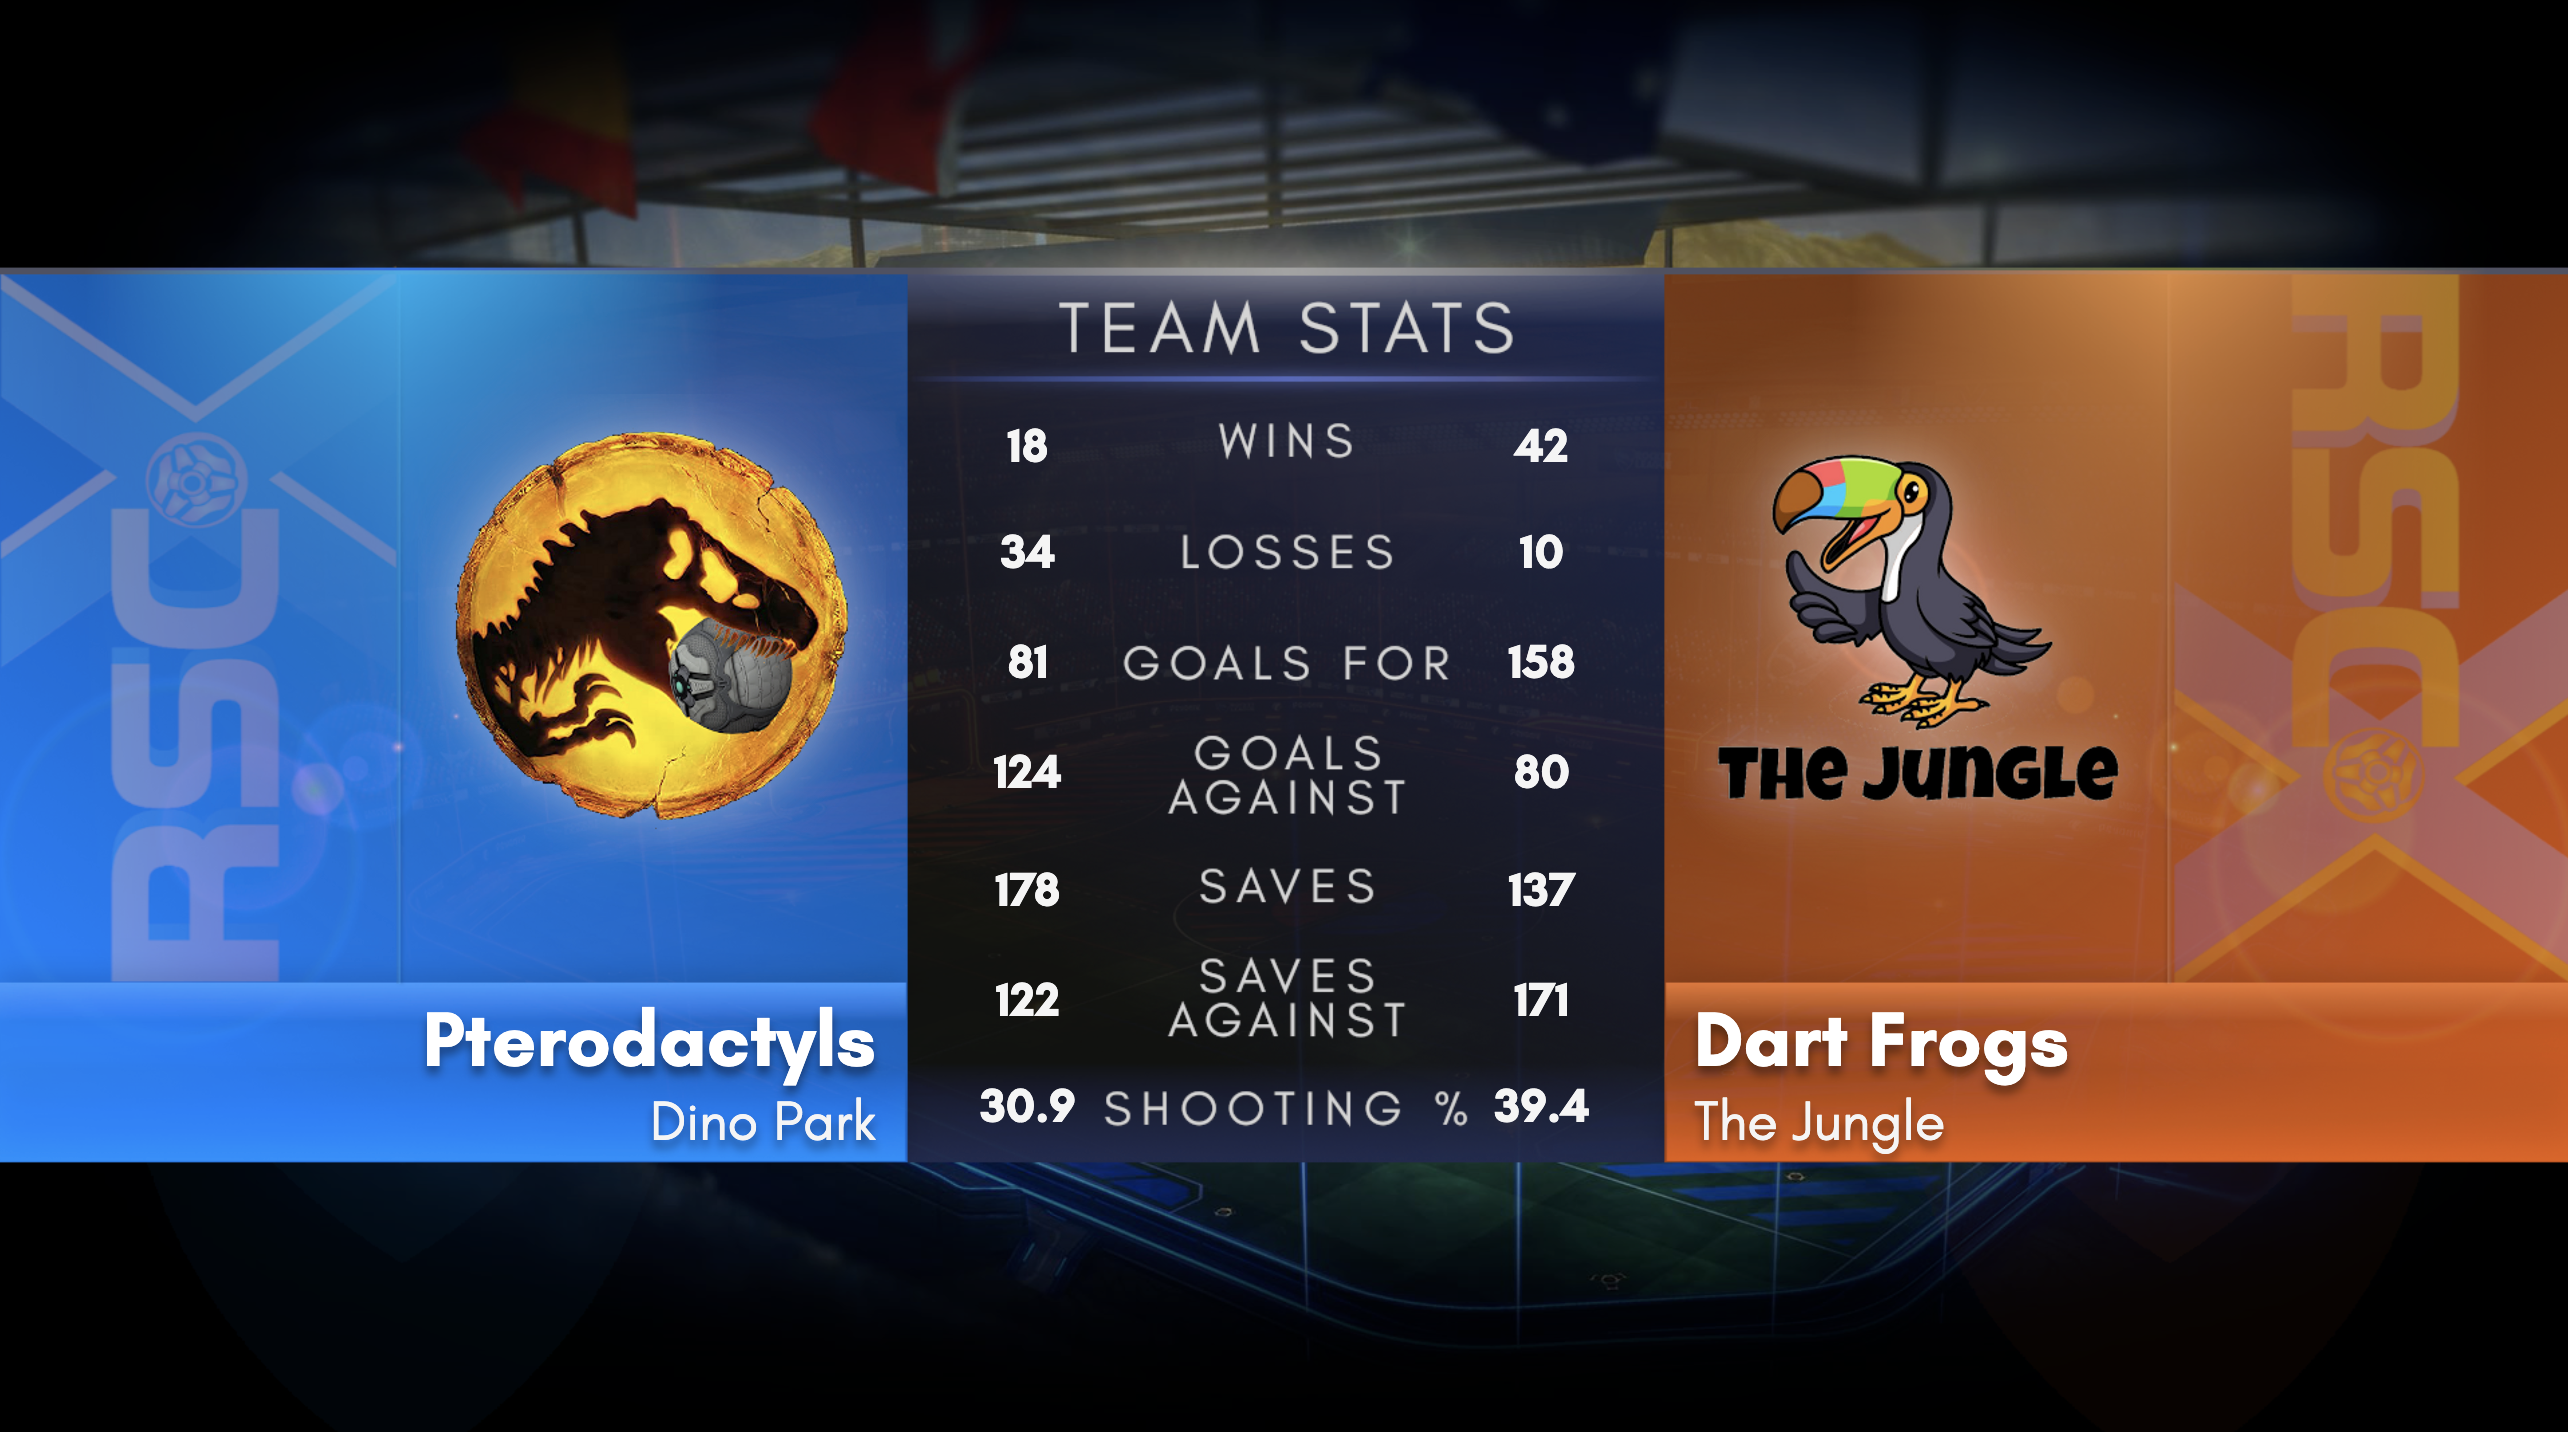 TEAM STATS
18 WINS 42
34 LOSSES 10
81 GOALS FOR 158
124 GOALS AGAINST 80
178 SAVES 137
122 SAVES AGAINST 171
30.9 SHOOTING % 39.4
RSC
Pterodactyls
Dino Park
THE JUNGLE
RSC
Dart Frogs
The Jungle